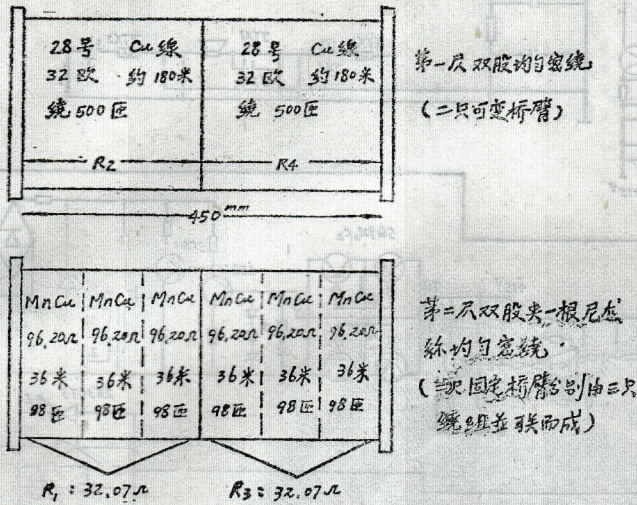 28号 Cu线 28号 Cu线
32欧 约180米 32欧 约180米
绕500匝 绕 500匝
R2 R4
450mm
第一层双股均匀密绕
(二只可变桥臂)
MnCu MnCu MnCu MnCu MnCu MnCu
96.20Ω 96.20Ω 96.20Ω 96.20Ω 96.20Ω 96.20Ω
36米 36米 36米 36米 36米 36米
98匝 98匝 98匝 98匝 98匝 98匝
R1:32.07Ω R3:32.07Ω
第二层双股夹一根尼龙
丝均匀密绕.
(二只固定桥臂分别由三只
绕组並联而成)